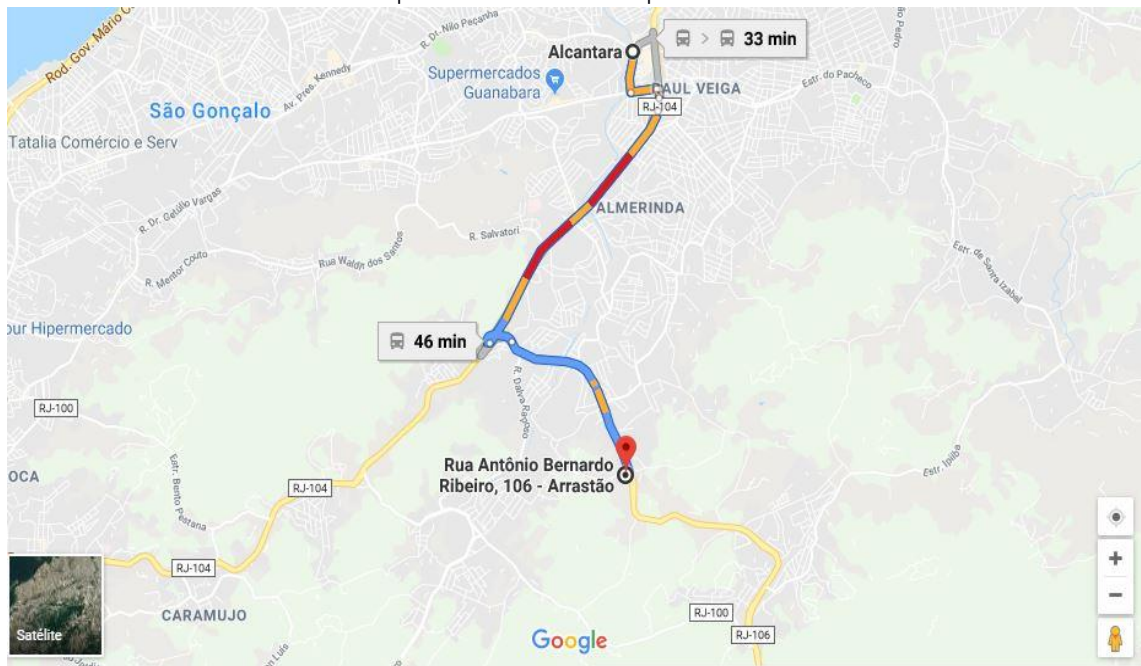 Rod. Gov. Mário C
R. Dr. Nilo Peçanha
Alcantara
33 min
Av. Pres. Kennedy
Supermercados
Guanabara
RAUL VEIGA
Estr. do Pacheco
RJ-104
São Gonçalo
Tatalia Comércio e Serv
R. Dr. Getúlio Vargas
ALMERINDA
R. Salvatori
Rua Waldir dos Santos
R. Mentor Couto
Estr. de Santa Izabel
our Hipermercado
46 min
R. Dalva Raposo
RJ-100
OCA
Estr. Bento Pestana
RJ-104
Rua Antônio Bernardo
Ribeiro, 106 - Arrastão
Estr. Ipiíba
RJ-104
CARAMUJO
RJ-100
RJ-106
Satélite
Google